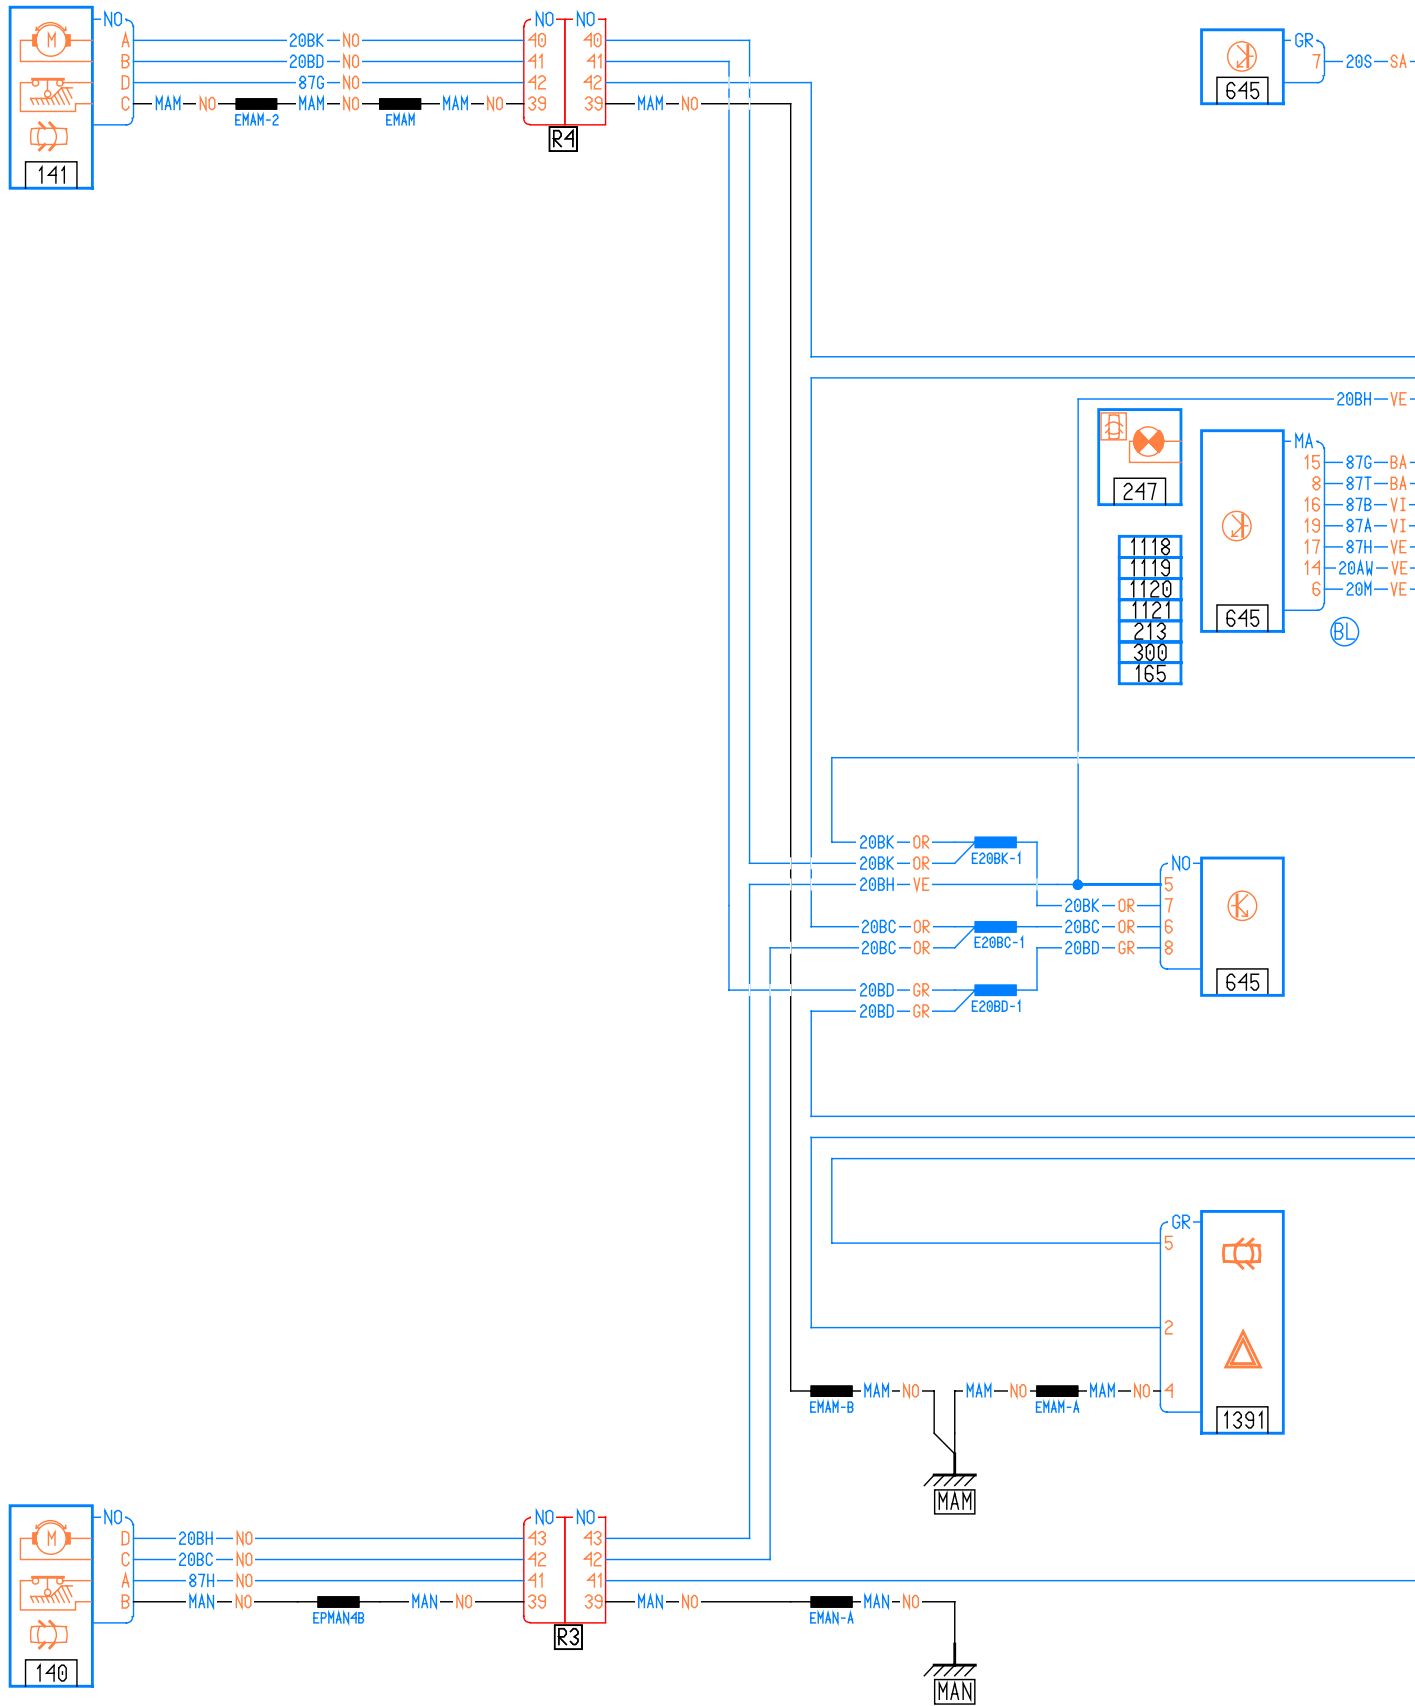 NO NO NO
A 20BK NO 40 40
B 20BD NO 41 41
D 87G NO 42 42
C MAM NO MAM NO MAM NO 39 39 MAM NO
EMAM-2 EMAM
M
141
R4
GR
7 20S SA
645
20BH VE
247
MA
15 87G BA
8 87T BA
16 87B VI
19 87A VI
17 87H VE
14 20AW VE
6 20M VE
645
BL
1118
1119
1120
1121
213
300
165
20BK OR
20BK OR E20BK-1 NO
20BH VE 5
20BK OR 7
20BC OR 20BC OR 6
20BC OR E20BC-1 20BD GR 8
645
20BD GR
20BD GR E20BD-1
GR
5
2
MAM NO MAM NO MAM NO 4
EMAM-B EMAM-A
1391
MAM
NO NO NO
D 20BH NO 43 43
C 20BC NO 42 42
A 87H NO 41 41
B MAN NO MAN NO 39 39 MAN NO MAN NO
EPMAN4B EMAN-A
M
140
R3
MAN